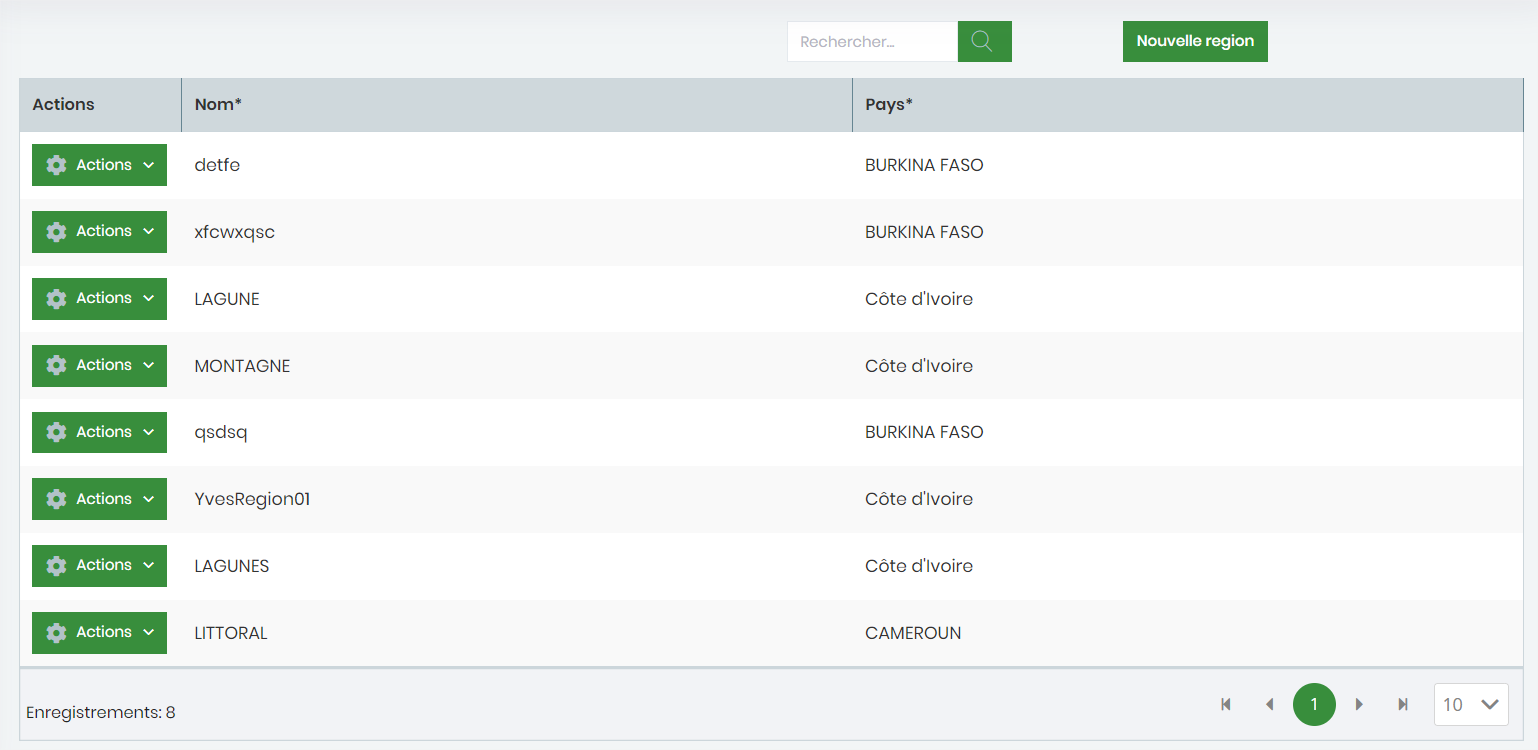 Rechercher...
Nouvelle region
Actions Nom* Pays*
Actions detfe BURKINA FASO
Actions xfcwxqsc BURKINA FASO
Actions LAGUNE Côte d'Ivoire
Actions MONTAGNE Côte d'Ivoire
Actions qsdsq BURKINA FASO
Actions YvesRegion01 Côte d'Ivoire
Actions LAGUNES Côte d'Ivoire
Actions LITTORAL CAMEROUN
Enregistrements: 8 1 10